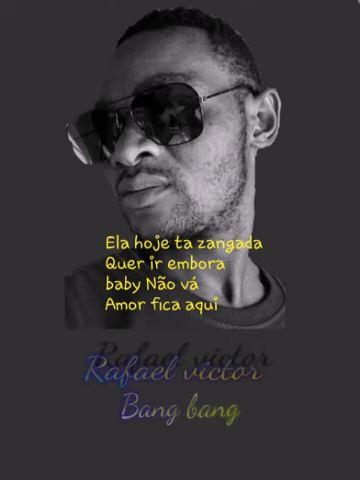 Ela hoje ta zangada
Quer ir embora
baby Não vá
Amor fica aqui
Rafael victor
Rafael victor
Bang bang